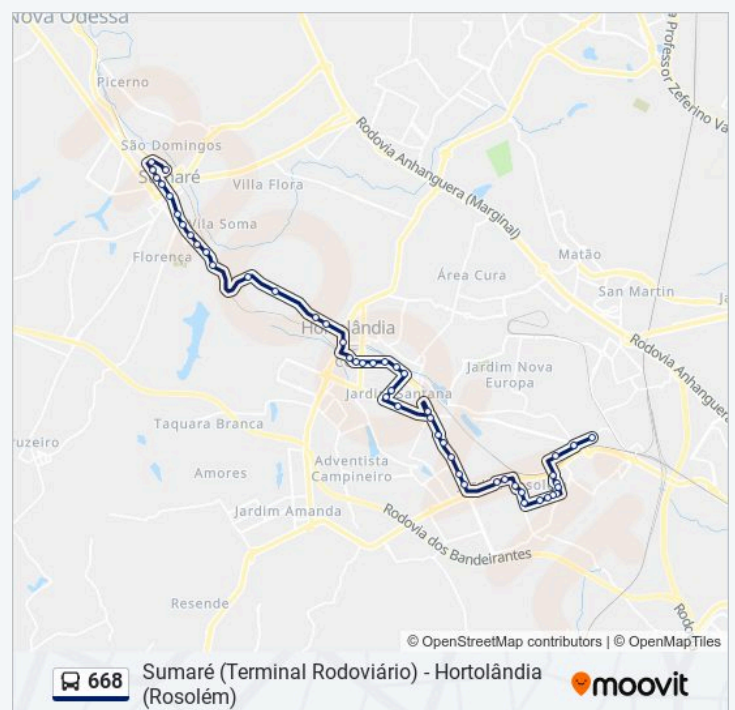 Nova Odessa
Picerno
São Domingos
Sumaré
Villa Flora
Vila Soma
Florença
Rodovia Anhanguera (Marginal)
Professor Zeferino Va
Matão
San Martin
Área Cura
Hortolândia
Jardim Nova
Europa
Rodovia Anhanguera
Jardim Santana
Taquara Branca
Adventista
Campineiro
Amores
Jardim Amanda
Rodovia dos Bandeirantes
Resende
© OpenStreetMap contributors | © OpenMapTiles
668
Sumaré (Terminal Rodoviário) - Hortolândia
(Rosolém)
moovit